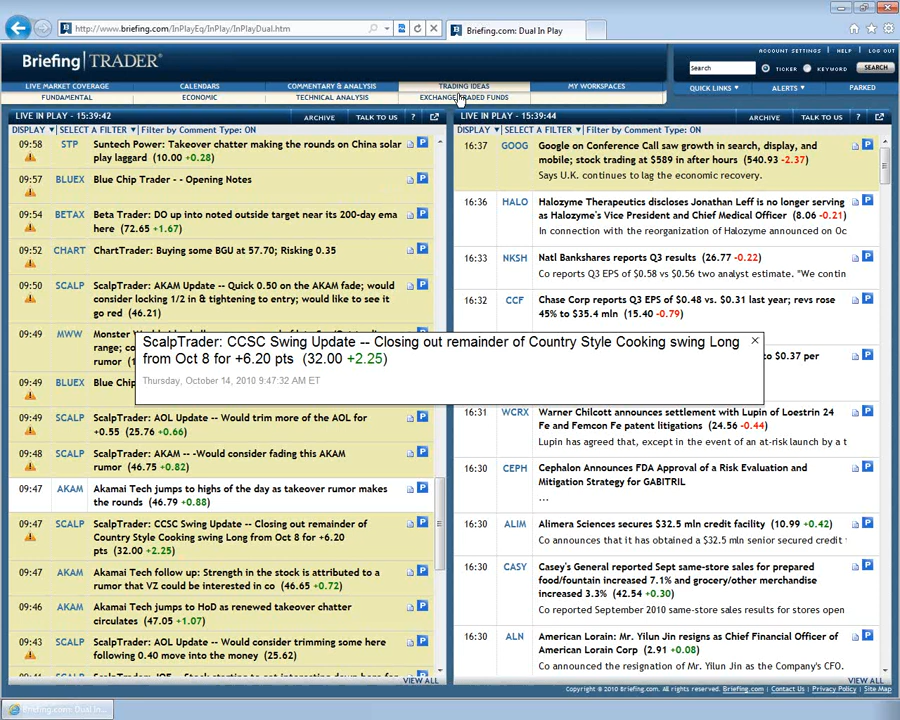 http://www.briefing.com/InPlayEq/InPlay/InPlayDual.htm
Briefing.com: Dual In Play
Briefing TRADER®
ACCOUNT SETTINGS HELP LOG OUT
Search TICKER KEYWORD SEARCH
LIVE MARKET COVERAGE CALENDARS COMMENTARY & ANALYSIS TRADING IDEAS MY WORKSPACES QUICK LINKS ALERTS PARKED
FUNDAMENTAL ECONOMIC TECHNICAL ANALYSIS EXCHANGE TRADED FUNDS
LIVE IN PLAY - 15:39:42 ARCHIVE TALK TO US ?
DISPLAY SELECT A FILTER Filter by Comment Type: ON
09:58 STP Suntech Power: Takeover chatter making the rounds on China solar
play laggard (10.00 +0.28)
09:57 BLUEX Blue Chip Trader - - Opening Notes
09:54 BETAX Beta Trader: DO up into noted outside target near its 200-day ema
here (72.65 +1.67)
09:52 CHART ChartTrader: Buying some BGU at 57.70; Risking 0.35
09:50 SCALP ScalpTrader: AKAM Update -- Quick 0.50 on the AKAM fade; would
consider locking 1/2 in & tightening to entry; would like to see it
go red (46.21)
09:49 MWW Monster
range; co
rumor (1
09:49 BLUEX Blue Chip
ScalpTrader: CCSC Swing Update -- Closing out remainder of Country Style Cooking swing Long
from Oct 8 for +6.20 pts (32.00 +2.25)
Thursday, October 14, 2010 9:47:32 AM ET
09:49 SCALP ScalpTrader: AOL Update -- Would trim more of the AOL for
+0.55 (25.76 +0.66)
09:48 SCALP ScalpTrader: AKAM -- -Would consider fading this AKAM
rumor (46.75 +0.82)
09:47 AKAM Akamai Tech jumps to highs of the day as takeover rumor makes
the rounds (46.79 +0.88)
09:47 SCALP ScalpTrader: CCSC Swing Update -- Closing out remainder of
Country Style Cooking swing Long from Oct 8 for +6.20
pts (32.00 +2.25)
09:47 AKAM Akamai Tech follow up: Strength in the stock is attributed to a
rumor that VZ could be interested in co (46.65 +0.72)
09:46 AKAM Akamai Tech jumps to HoD as renewed takeover chatter
circulates (47.05 +1.07)
09:43 SCALP ScalpTrader: AOL Update -- Would consider trimming some here
following 0.40 move into the money (25.62)
VIEW ALL
LIVE IN PLAY - 15:39:44 ARCHIVE TALK TO US ?
DISPLAY SELECT A FILTER Filter by Comment Type: ON
16:37 GOOG Google on Conference Call saw growth in search, display, and
mobile; stock trading at $589 in after hours (540.93 -2.37)
Says U.K. continues to lag the economic recovery.
16:36 HALO Halozyme Therapeutics discloses Jonathan Leff is no longer serving
as Halozyme's Vice President and Chief Medical Officer (8.06 -0.21)
In connection with the reorganization of Halozyme announced on Oc
16:33 NKSH Natl Bankshares reports Q3 results (26.77 -0.22)
Co reports Q3 EPS of $0.58 vs $0.56 two analyst estimate. "We contin
16:32 CCF Chase Corp reports Q3 EPS of $0.48 vs. $0.31 last year; revs rose
45% to $35.4 mln (15.40 -0.79)
to $0.37 per
16:31 WCRX Warner Chilcott announces settlement with Lupin of Loestrin 24
Fe and Femcon Fe patent litigations (24.56 -0.44)
Lupin has agreed that, except in the event of an at-risk launch by a t
16:30 CEPH Cephalon Announces FDA Approval of a Risk Evaluation and
Mitigation Strategy for GABITRIL
...
16:30 ALIM Alimera Sciences secures $32.5 mln credit facility (10.99 +0.42)
Co announces that it has obtained a $32.5 mln senior secured credit
16:30 CASY Casey's General reported Sept same-store sales for prepared
food/fountain increased 7.1% and grocery/other merchandise
increased 3.3% (42.54 +0.30)
Co reported September 2010 same-store sales results for stores open
16:30 ALN American Lorain: Mr. Yilun Jin resigns as Chief Financial Officer of
American Lorain Corp (2.91 +0.08)
Co announced the resignation of Mr. Yilun Jin as the Company's CFO.
VIEW ALL
Copyright © 2010 Briefing.com. All rights reserved. Briefing.com | Contact Us | Privacy Policy | Site Map
Briefing.com: Dual In...